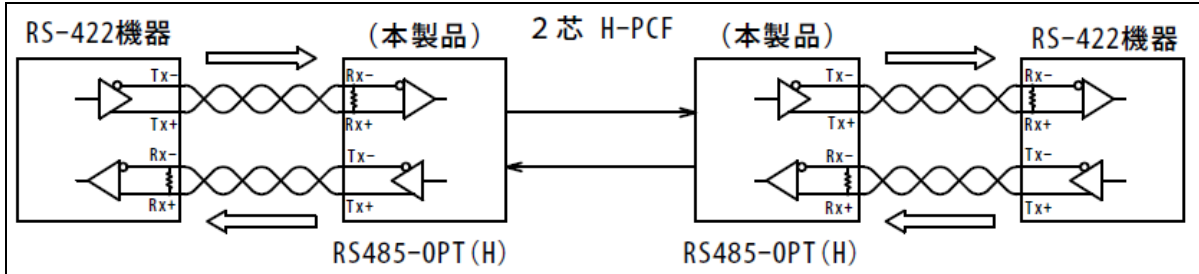 RS-422機器
(本製品)
2芯 H-PCF
(本製品)
RS-422機器
Tx-
Rx-
Tx-
Rx-
Tx+
Rx+
Tx+
Rx+
Rx-
Tx-
Rx-
Tx-
Rx+
Tx+
Rx+
Tx+
RS485-OPT(H)
RS485-OPT(H)